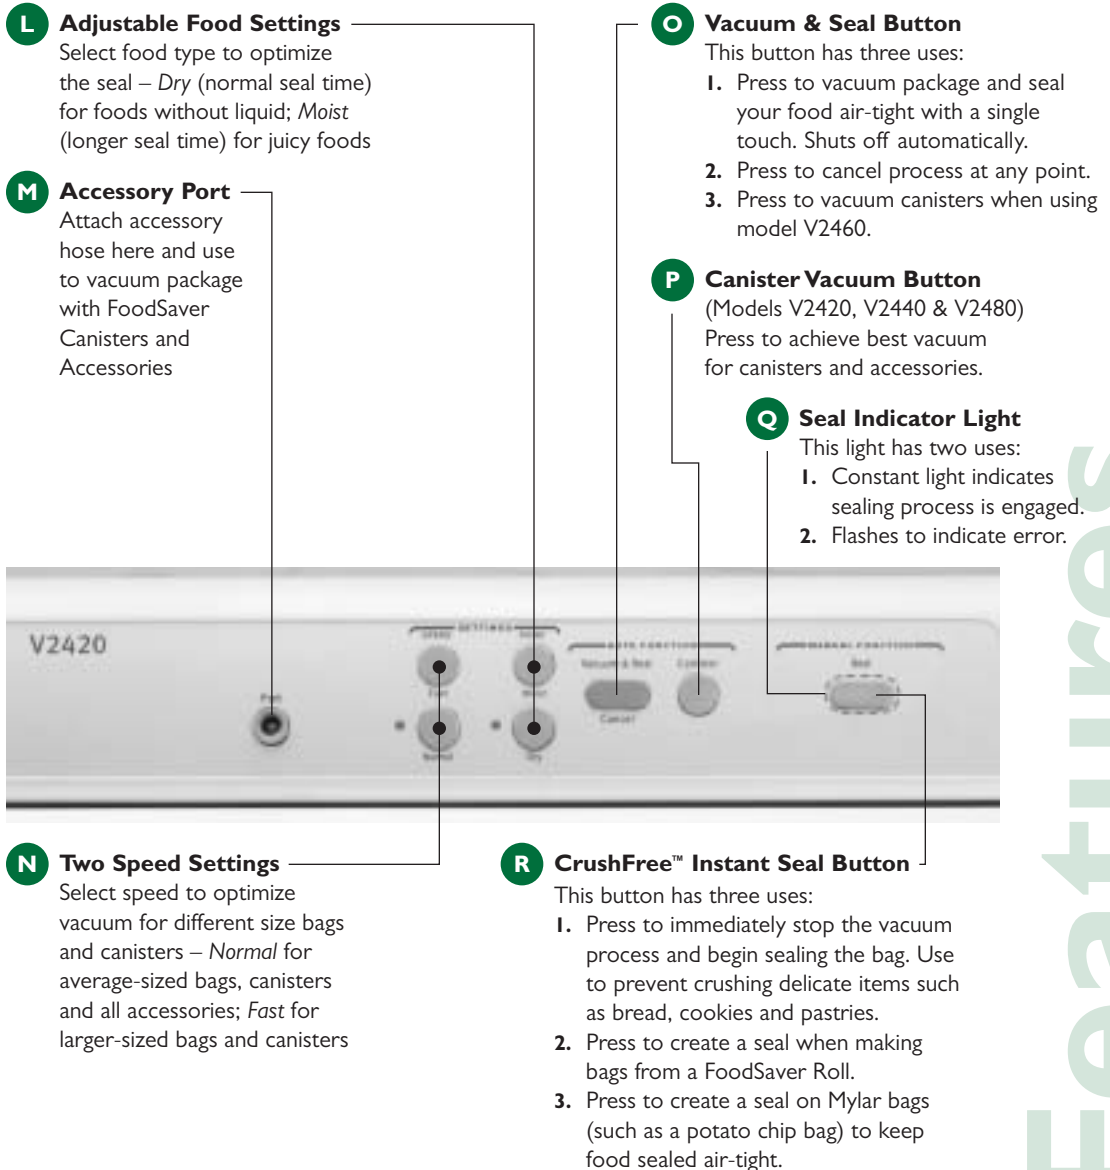 L Adjustable Food Settings
Select food type to optimize
the seal – Dry (normal seal time)
for foods without liquid; Moist
(longer seal time) for juicy foods
M Accessory Port
Attach accessory
hose here and use
to vacuum package
with FoodSaver
Canisters and
Accessories
O Vacuum & Seal Button
This button has three uses:
1. Press to vacuum package and seal
your food air-tight with a single
touch. Shuts off automatically.
2. Press to cancel process at any point.
3. Press to vacuum canisters when using
model V2460.
P Canister Vacuum Button
(Models V2420, V2440 & V2480)
Press to achieve best vacuum
for canisters and accessories.
Q Seal Indicator Light
This light has two uses:
1. Constant light indicates
sealing process is engaged.
2. Flashes to indicate error.
V2420
SETTINGS
Vacuum & Seal
Canister
Seal
Port
Cancel
Normal
Dry
N Two Speed Settings
Select speed to optimize
vacuum for different size bags
and canisters – Normal for
average-sized bags, canisters
and all accessories; Fast for
larger-sized bags and canisters
R CrushFree™ Instant Seal Button
This button has three uses:
1. Press to immediately stop the vacuum
process and begin sealing the bag. Use
to prevent crushing delicate items such
as bread, cookies and pastries.
2. Press to create a seal when making
bags from a FoodSaver Roll.
3. Press to create a seal on Mylar bags
(such as a potato chip bag) to keep
food sealed air-tight.
Features